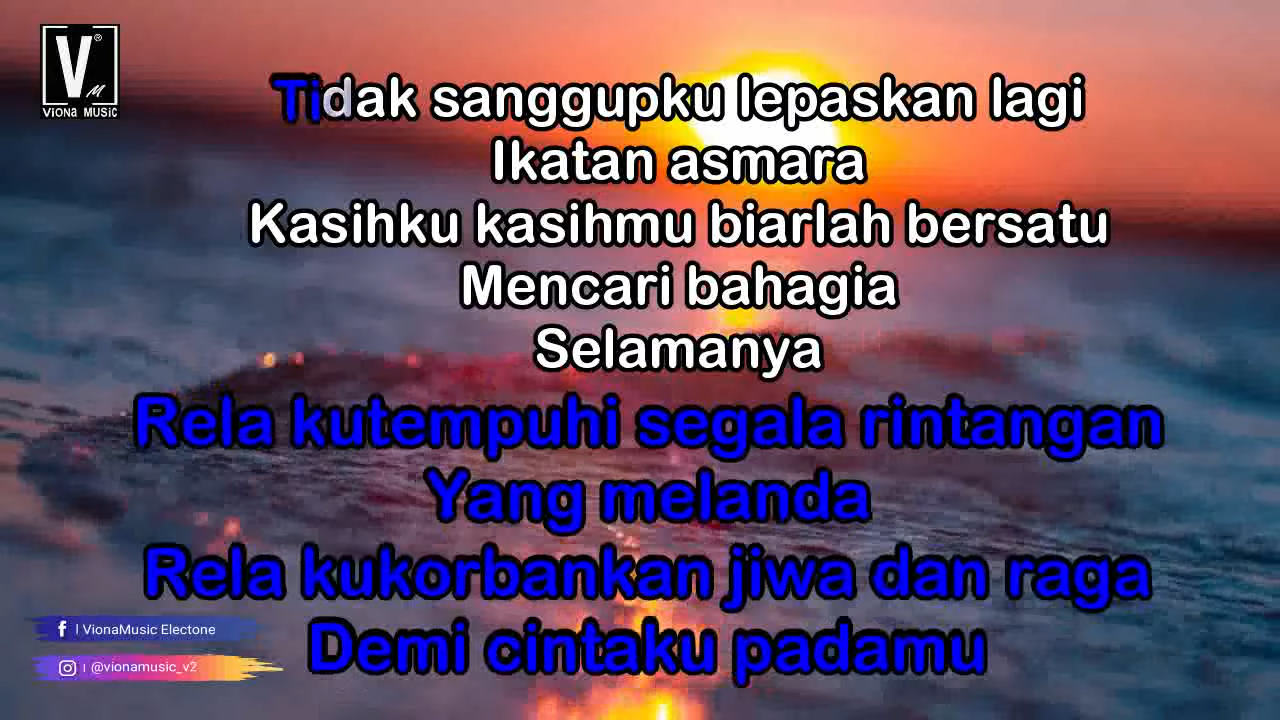 V®
M
Viona Music
Tidak sanggupku lepaskan lagi
Ikatan asmara
Kasihku kasihmu biarlah bersatu
Mencari bahagia
Selamanya
Rela kutempuhi segala rintangan
Yang melanda
Rela kukorbankan jiwa dan raga
Demi cintaku padamu
f | VionaMusic Electone
| @vionamusic_v2